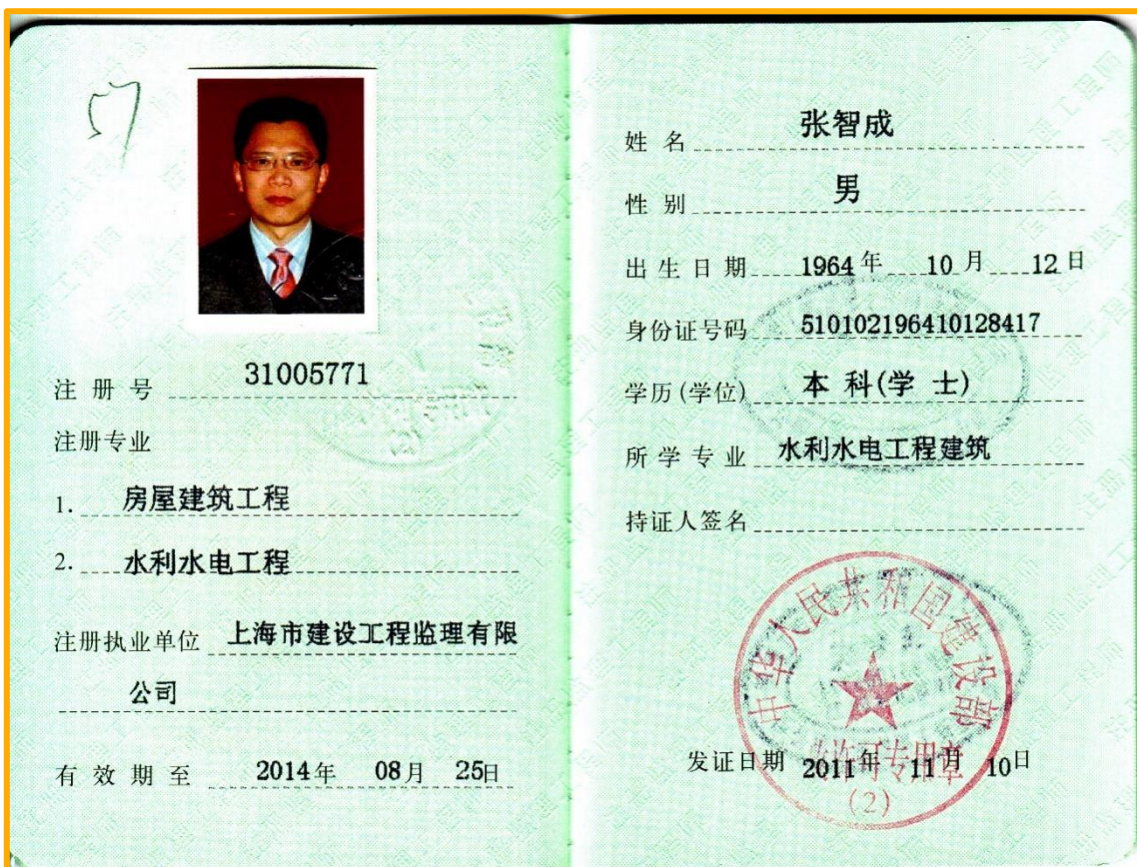 57
注 册 号 31005771
注册专业
1. 房屋建筑工程
2. 水利水电工程
注册执业单位 上海市建设工程监理有限
公司
有 效 期 至 2014年 08月 25日
姓 名 张智成
性 别 男
出 生 日 期 1964年 10月 12日
身份证号码 510102196410128417
学历(学位) 本 科(学 士)
所 学 专 业 水利水电工程建筑
持证人签名
中华人民共和国建设部
发证日期 2011年 11月 10日
(2)